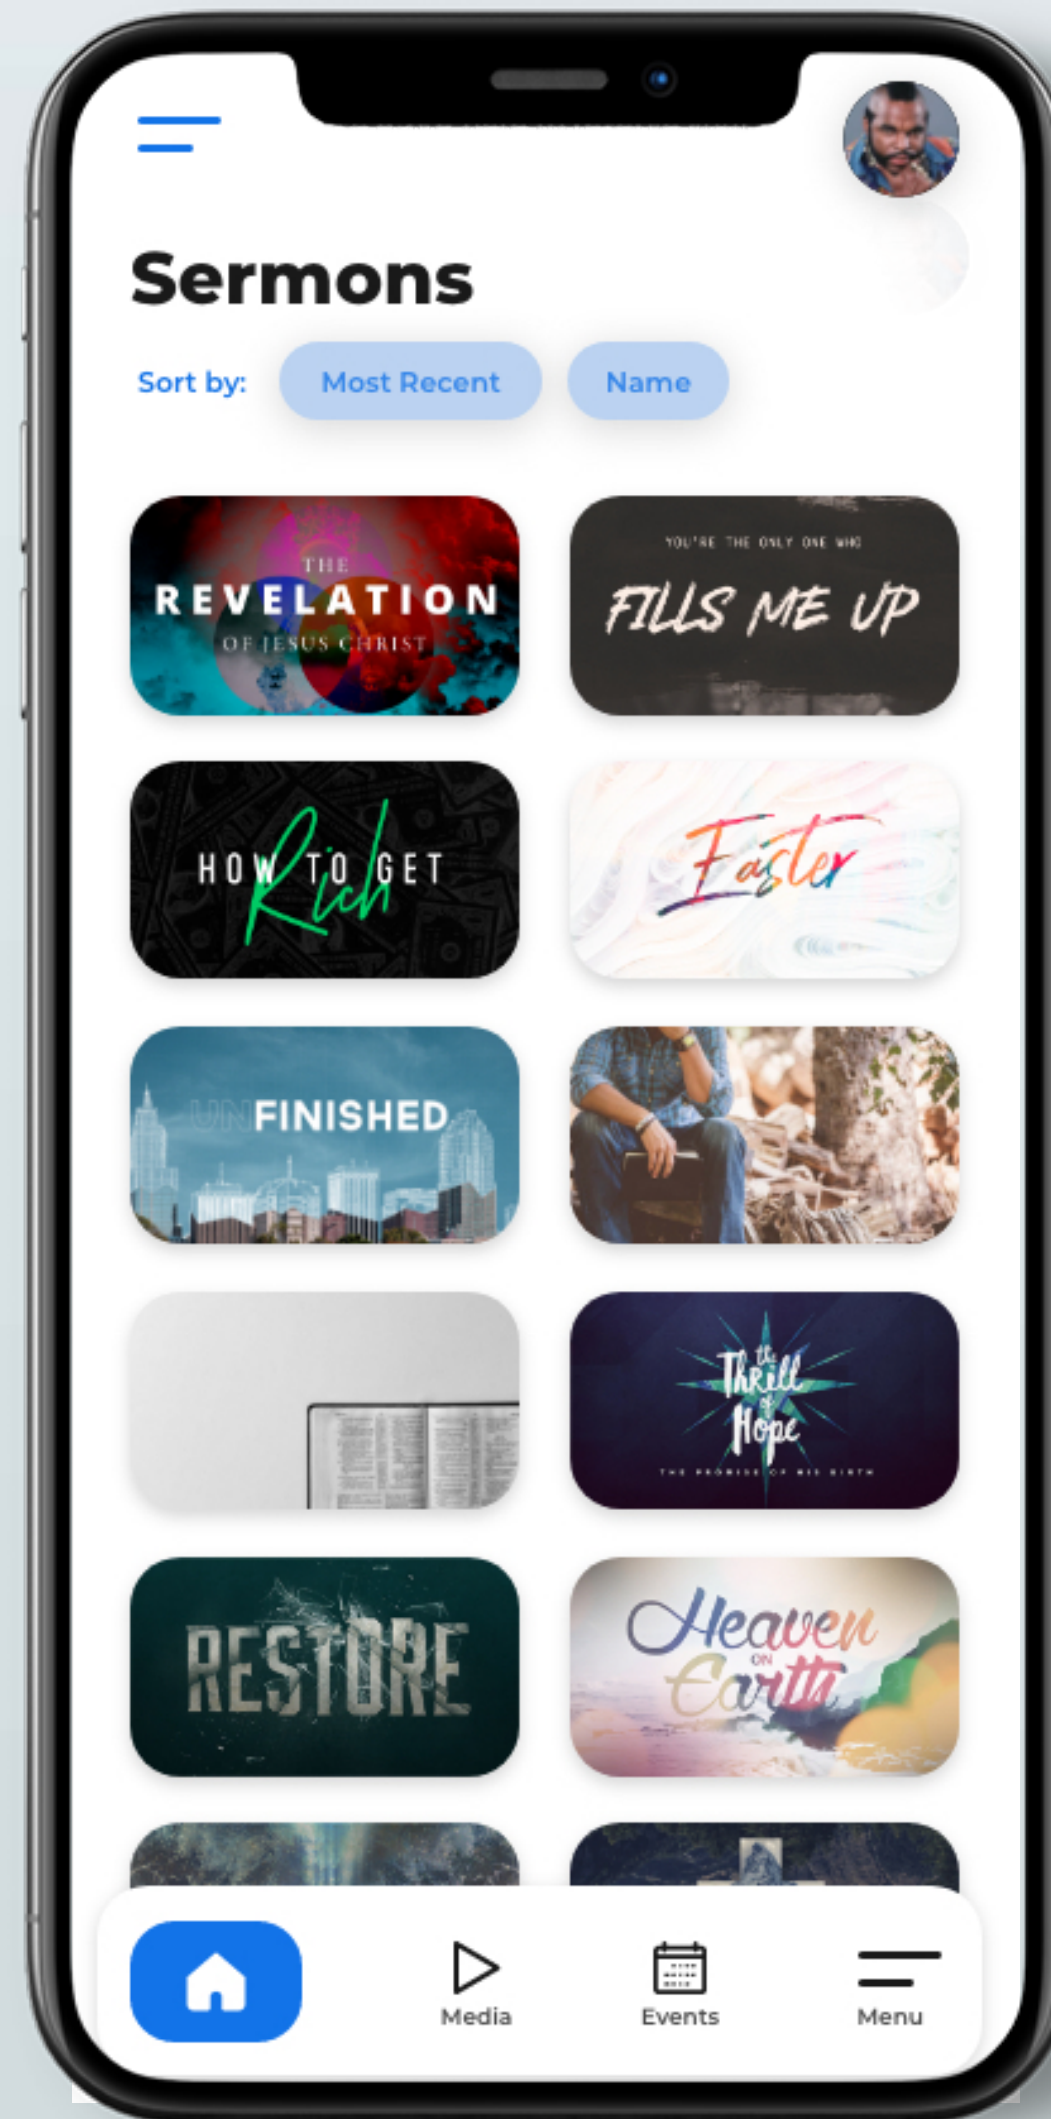 Sermons
Sort by: Most Recent Name
THE
REVELATION
OF JESUS CHRIST
YOU'RE THE ONLY ONE WHO
FILLS ME UP
HOW TO GET
Rich
Easter
UNFINISHED
the
Thrill
of
Hope
THE PROMISE OF HIS BIRTH
RESTORE
Heaven
ON
Earth
Media Events Menu